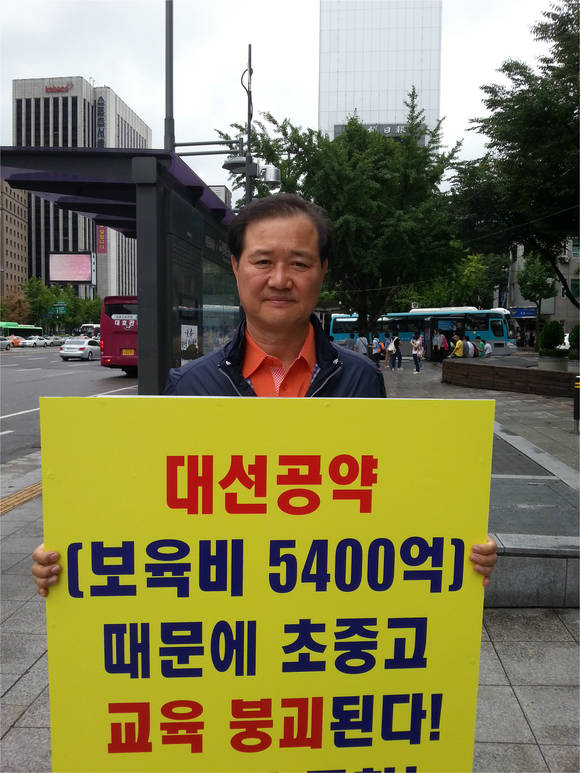 대선공약
(보육비 5400억)
때문에 초중고
교육 붕괴된다!